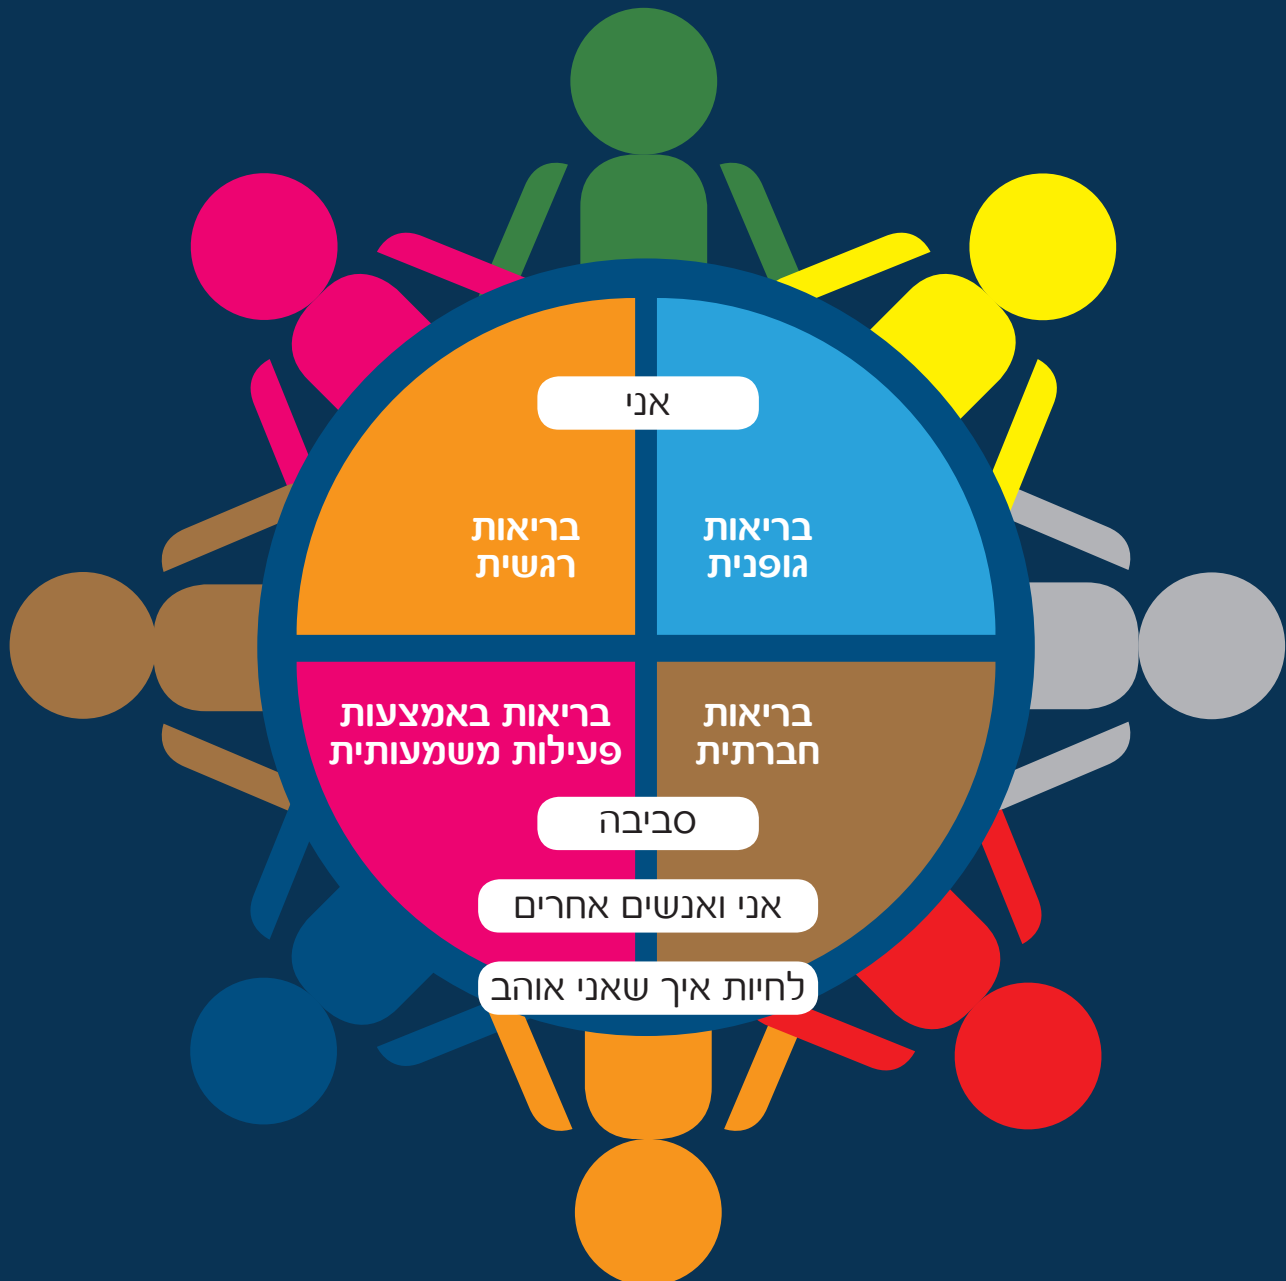 אני
בריאות
גופנית
בריאות
רגשית
בריאות
חברתית
בריאות באמצעות
פעילות משמעותית
סביבה
אני ואנשים אחרים
לחיות איך שאני אוהב